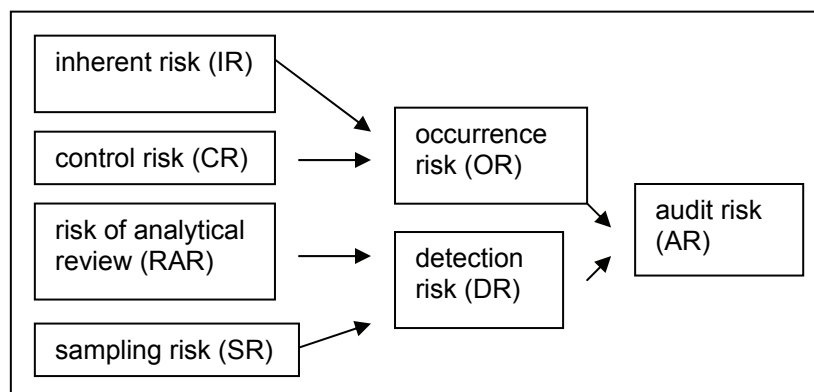 inherent risk (IR)
control risk (CR)
risk of analytical
review (RAR)
sampling risk (SR)
occurrence
risk (OR)
detection
risk (DR)
audit risk
(AR)